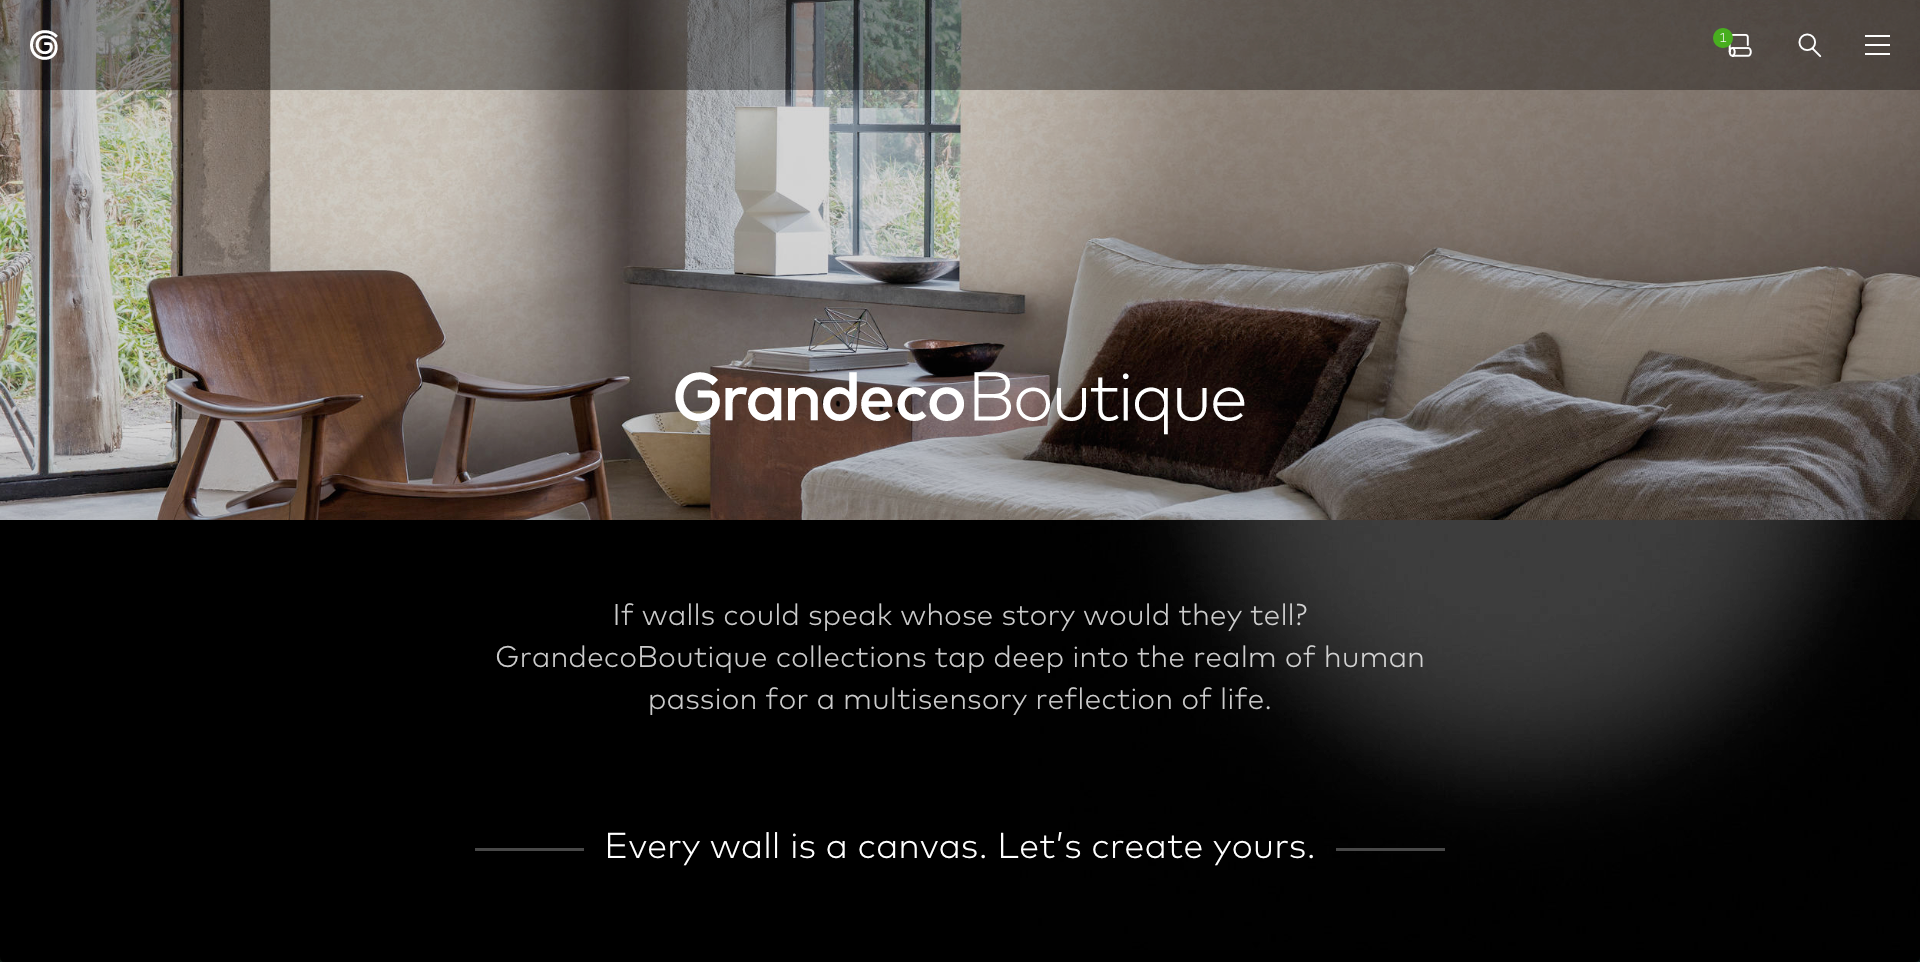 G
1
GrandecoBoutique
If walls could speak whose story would they tell?
GrandecoBoutique collections tap deep into the realm of human
passion for a multisensory reflection of life.
Every wall is a canvas. Let’s create yours.